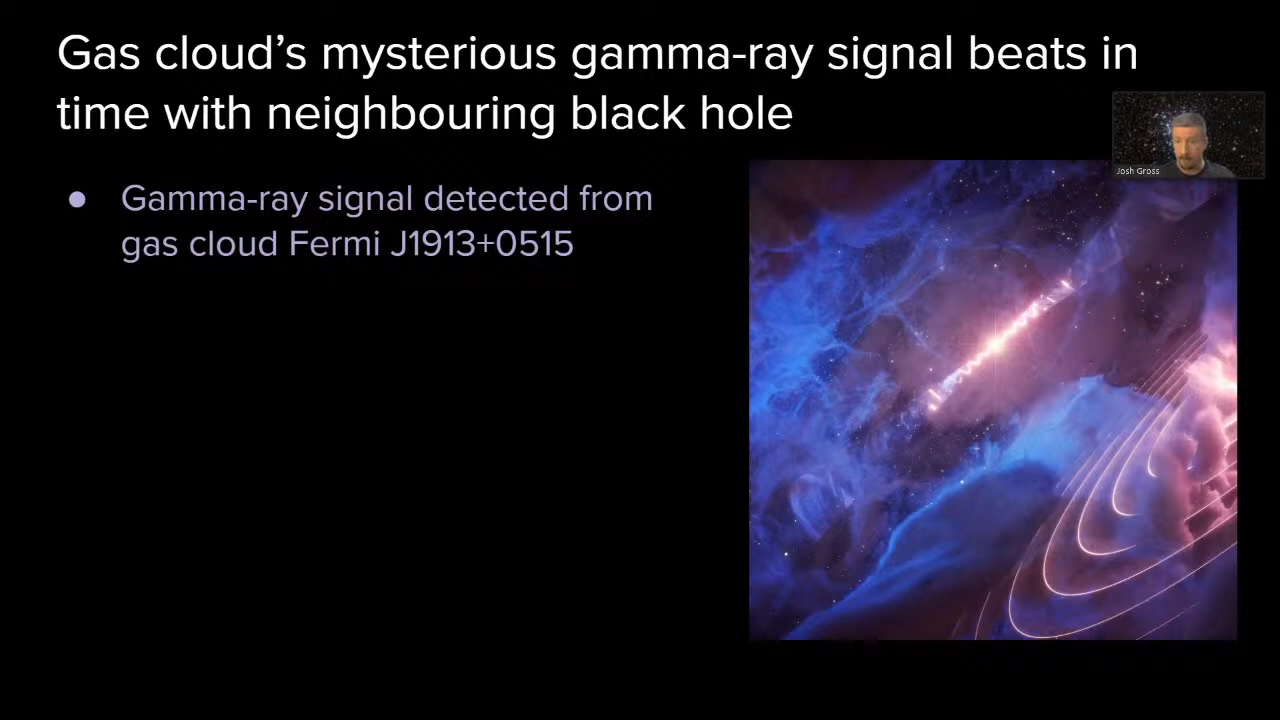 Gas cloud’s mysterious gamma-ray signal beats in
time with neighbouring black hole
● Gamma-ray signal detected from
gas cloud Fermi J1913+0515
Josh Gross